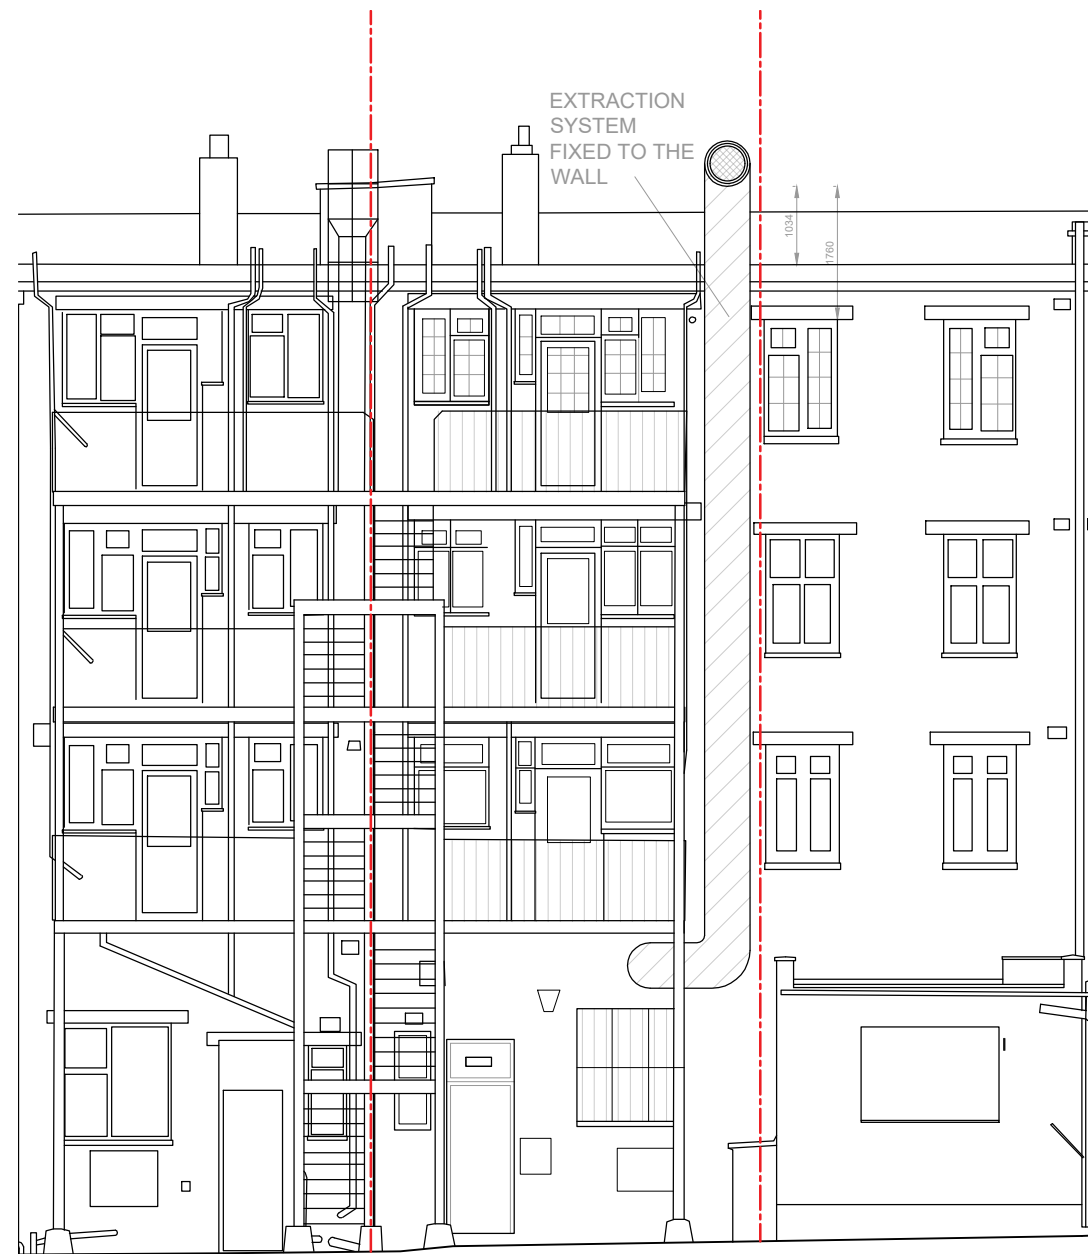 EXTRACTION
SYSTEM
FIXED TO THE
WALL
1034
1760